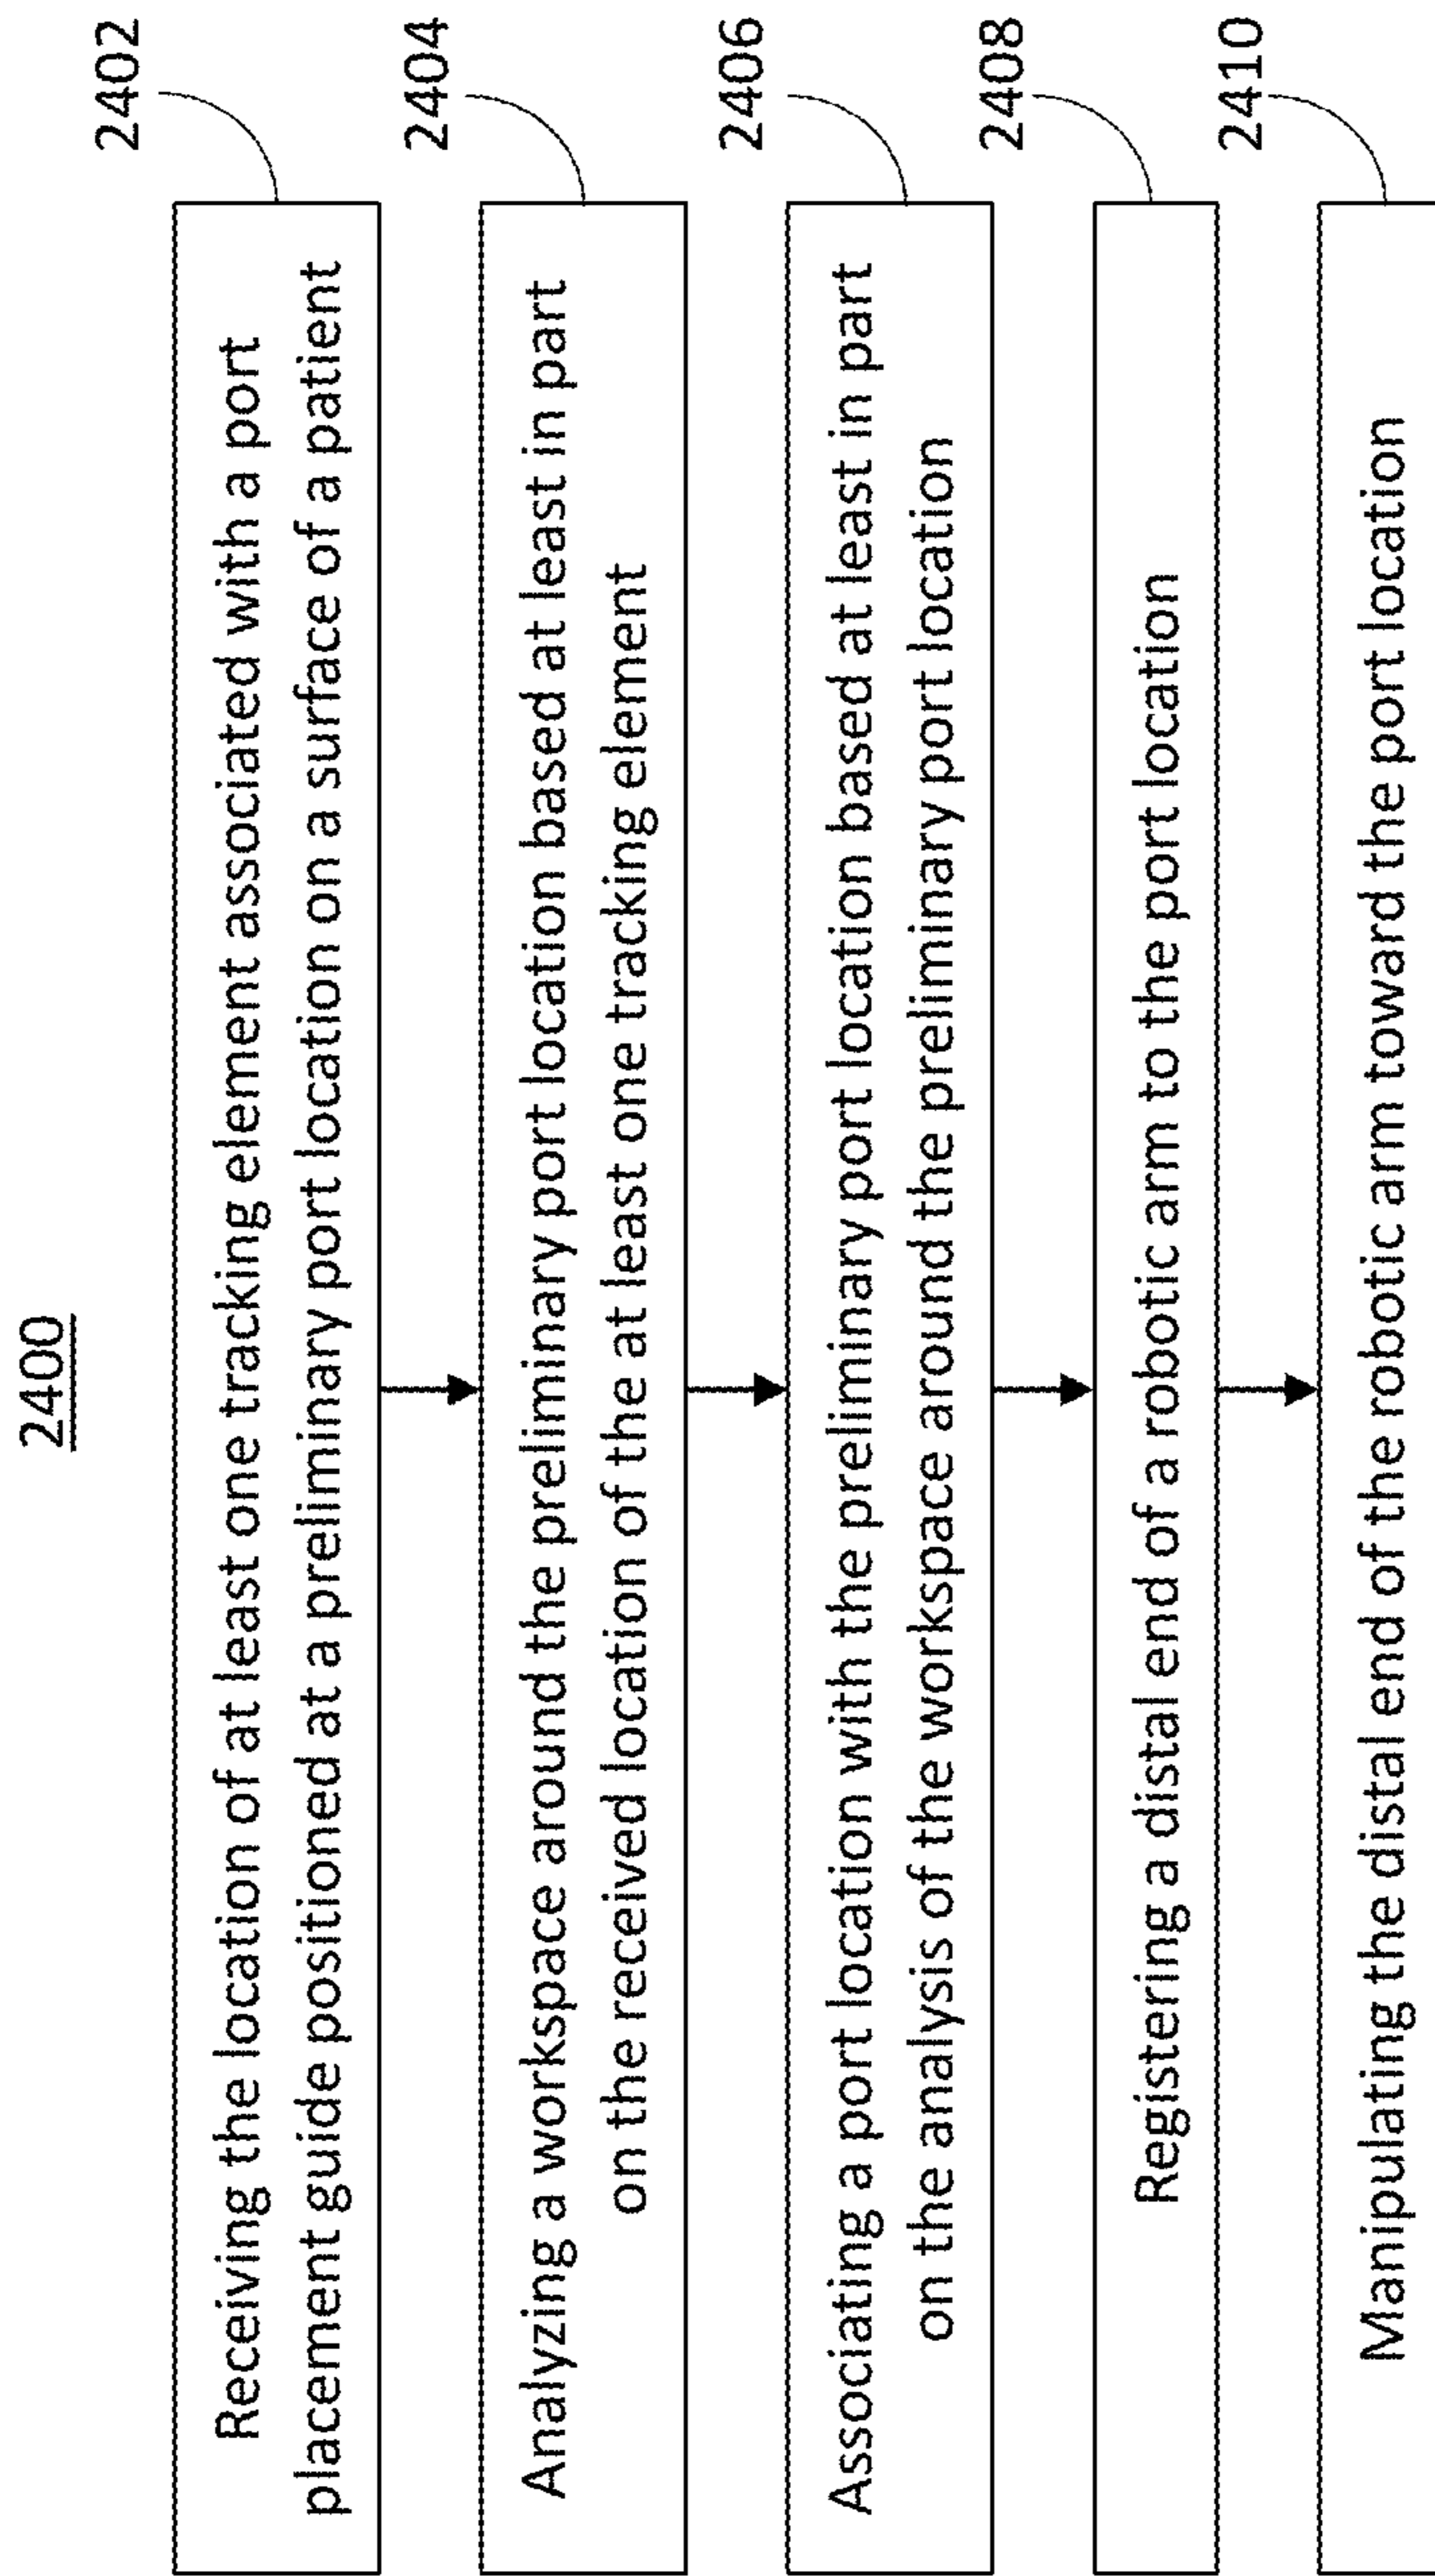 2400
Receiving the location of at least one tracking element associated with a port
placement guide positioned at a preliminary port location on a surface of a patient
2402
Analyzing a workspace around the preliminary port location based at least in part
on the received location of the at least one tracking element
2404
Associating a port location with the preliminary port location based at least in part
on the analysis of the workspace around the preliminary port location
2406
Registering a distal end of a robotic arm to the port location
2408
Manipulating the distal end of the robotic arm toward the port location
2410